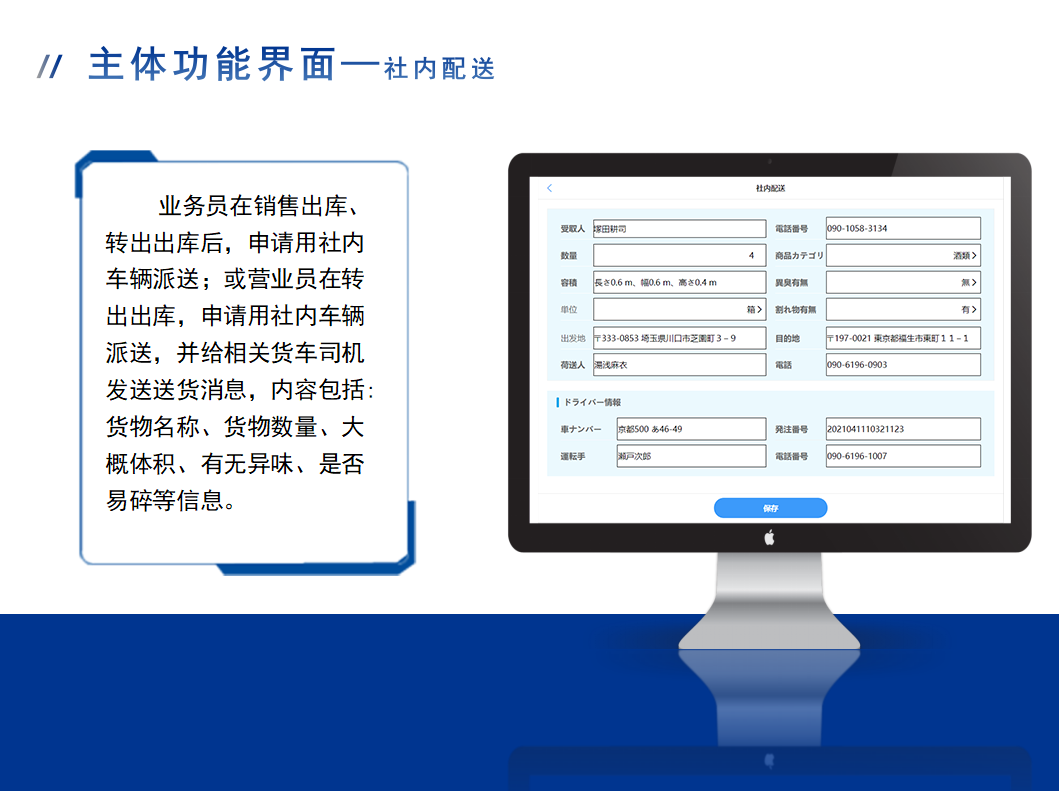 // 主体功能界面—社内配送
业务员在销售出库、
转出出库后，申请用社内
车辆派送；或营业员在转
出出库，申请用社内车辆
派送，并给相关货车司机
发送送货消息，内容包括：
货物名称、货物数量、大
概体积、有无异味、是否
易碎等信息。
社内配送
受取人 塚田耕司 電話番号 090-1058-3134
数量 4 商品カテゴリ 酒類
容積 長さ0.6 m、幅0.6 m、高さ0.4 m 異臭有無 無
単位 箱 割れ物有無 有
出发地 〒333-0853 埼玉県川口市芝園町３－９ 目的地 〒197-0021 東京都福生市東町１１－１
荷送人 湯浅麻衣 電話 090-6196-0903
ドライバー情報
車ナンバー 京都500 あ46-49 発注番号 2021041110321123
運転手 瀬戸次郎 電話番号 090-6196-1007
保存